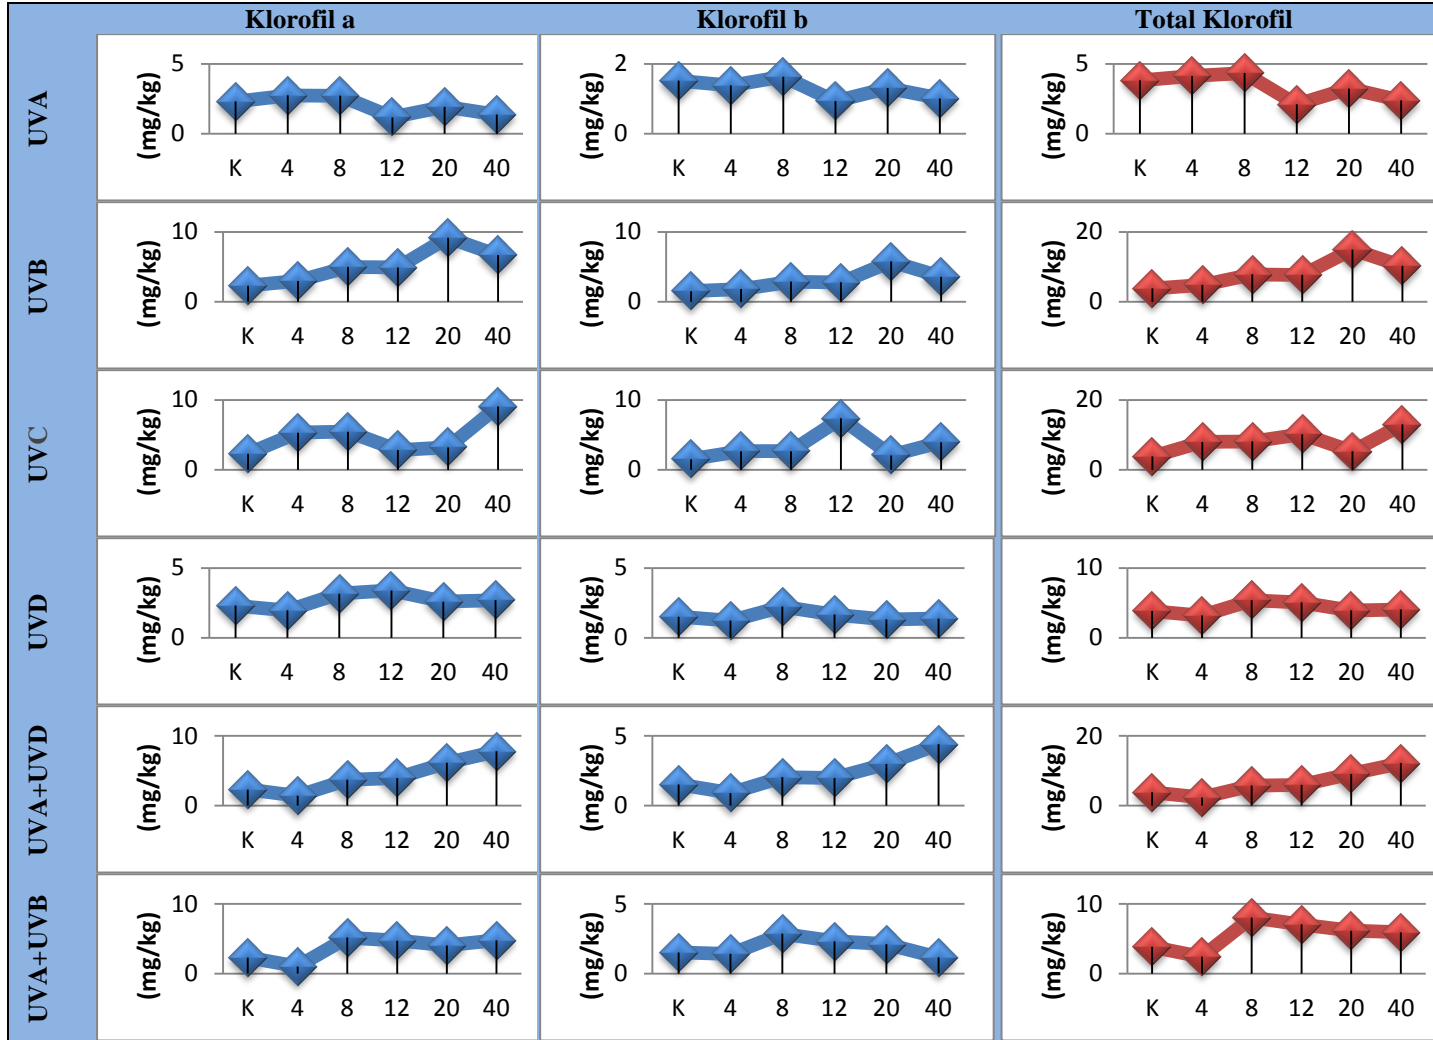 Klorofil a Klorofil b Total Klorofil
UVA
(mg/kg) 5 0 K 4 8 12 20 40
(mg/kg) 2 0 K 4 8 12 20 40
(mg/kg) 5 0 K 4 8 12 20 40
UVB
(mg/kg) 10 0 K 4 8 12 20 40
(mg/kg) 10 0 K 4 8 12 20 40
(mg/kg) 20 0 K 4 8 12 20 40
UVC
(mg/kg) 10 0 K 4 8 12 20 40
(mg/kg) 10 0 K 4 8 12 20 40
(mg/kg) 20 0 K 4 8 12 20 40
UVD
(mg/kg) 5 0 K 4 8 12 20 40
(mg/kg) 5 0 K 4 8 12 20 40
(mg/kg) 10 0 K 4 8 12 20 40
UVA+UVD
(mg/kg) 10 0 K 4 8 12 20 40
(mg/kg) 5 0 K 4 8 12 20 40
(mg/kg) 20 0 K 4 8 12 20 40
UVA+UVB
(mg/kg) 10 0 K 4 8 12 20 40
(mg/kg) 5 0 K 4 8 12 20 40
(mg/kg) 10 0 K 4 8 12 20 40